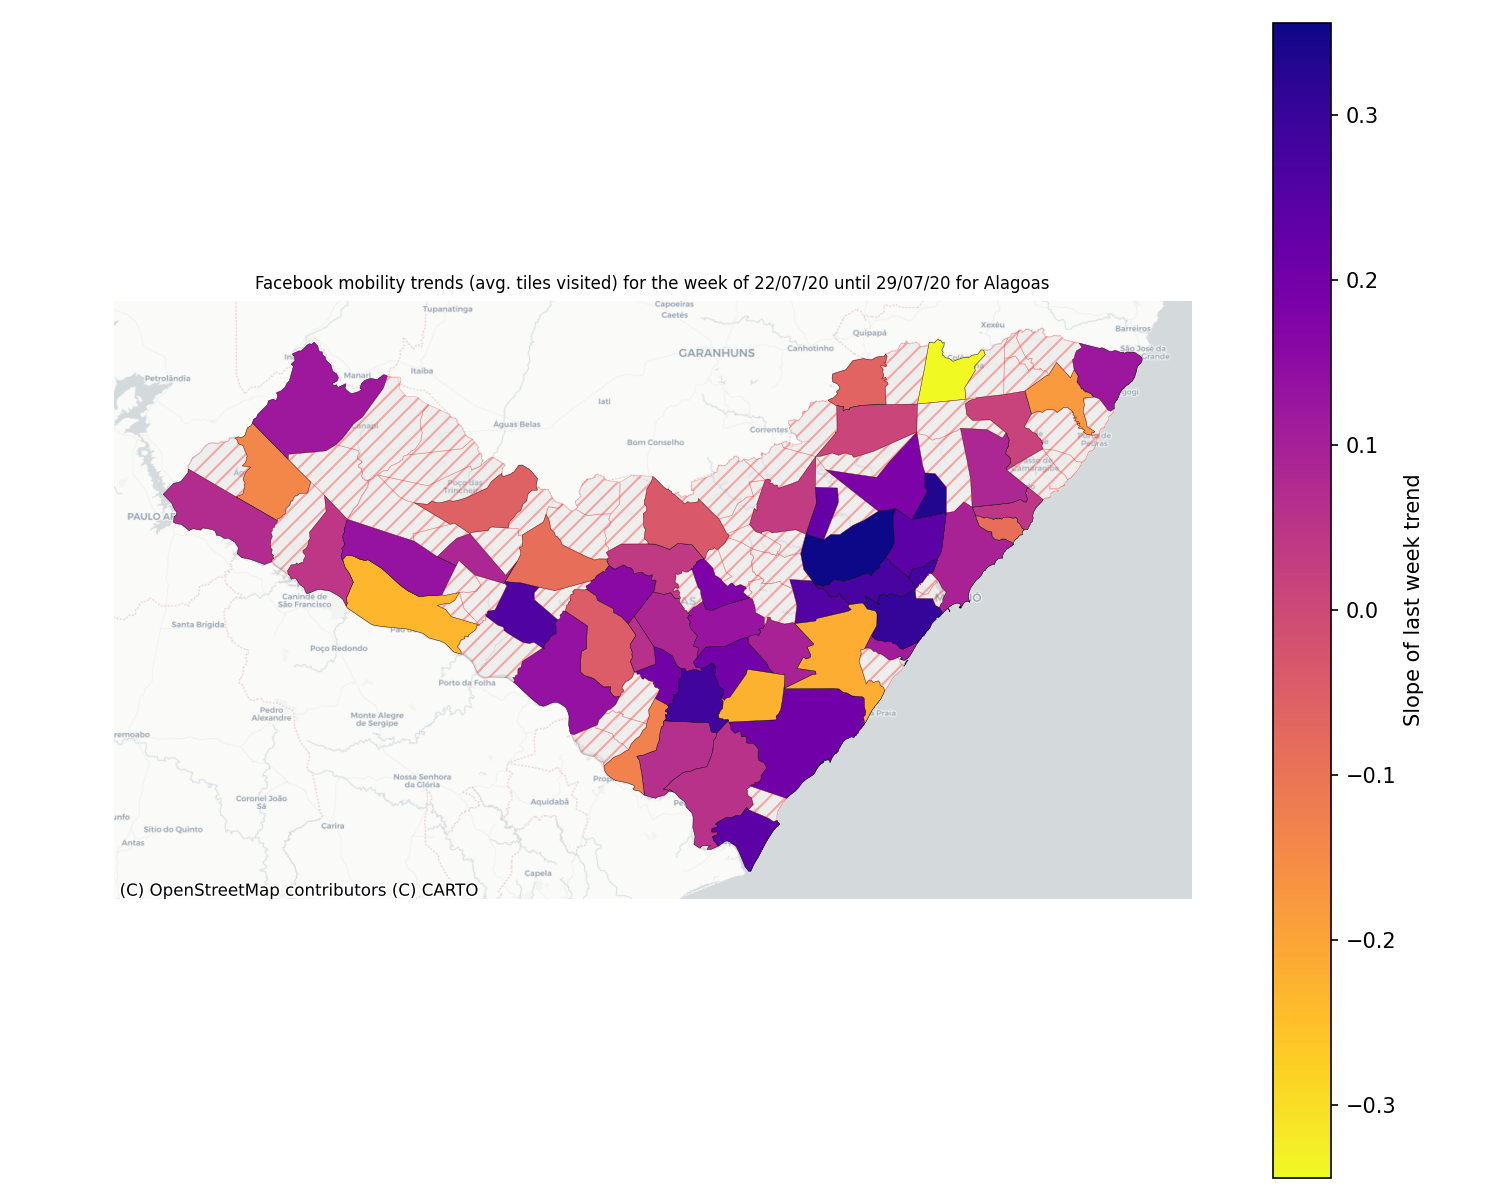 Facebook mobility trends (avg. tiles visited) for the week of 22/07/20 until 29/07/20 for Alagoas
Tupanatinga
Capoeiras
Caetés
Xexéu
Barreiros
Quipapá
Canhotinho
São José da
Grande
GARANHUNS
Petrolândia
Manari
Itaíba
Iati
Águas Belas
Correntes
Bom Conselho
Poço das
Trincheiras
PAULO AF
Canindé de
São Francisco
Santa Brígida
Poço Redondo
Porto da Folha
Pedro
Alexandre
Monte Alegre
de Sergipe
a Praia
remoabo
Nossa Senhora
da Glória
Coronel João
Sá
Aquidabã
Carira
Sítio do Quinto
Antas
Capela
(C) OpenStreetMap contributors (C) CARTO
0.3
0.2
0.1
0.0
−0.1
−0.2
−0.3
Slope of last week trend